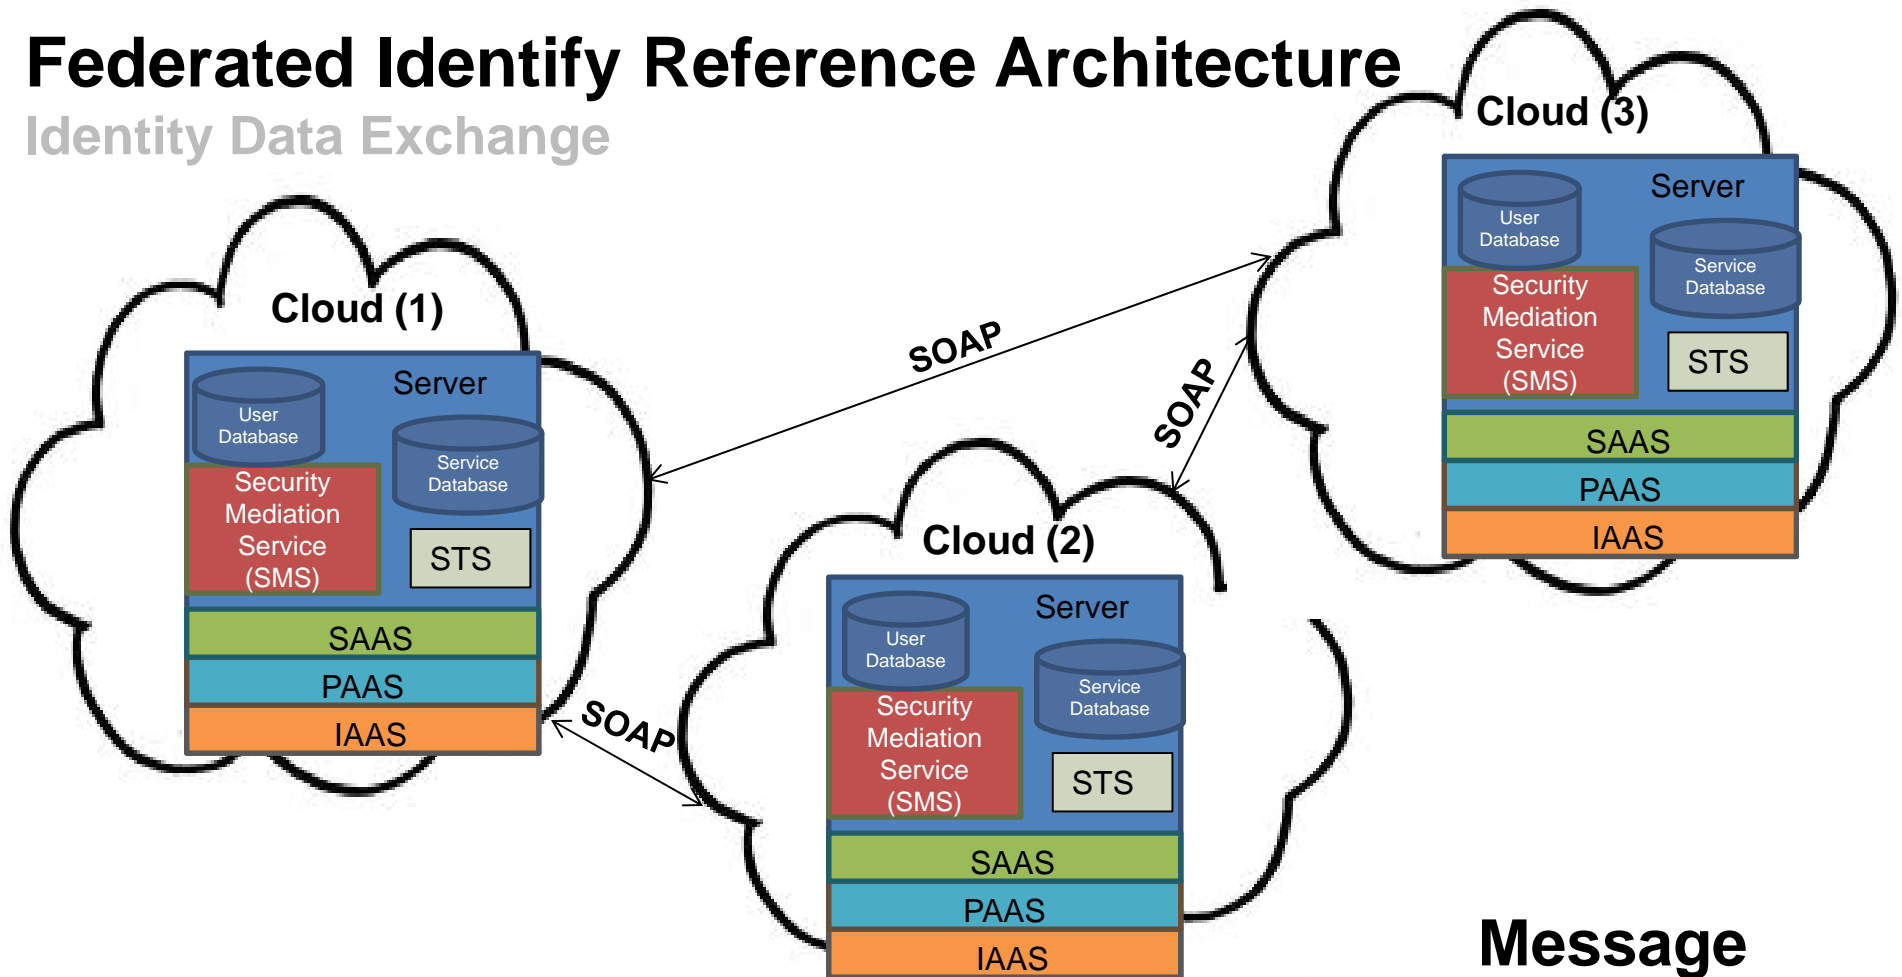 Federated Identify Reference Architecture
Identity Data Exchange
Cloud (3)
Server
User
Database
Service
Database
Security
Mediation
Service
(SMS)
STS
SAAS
PAAS
IAAS
Cloud (1)
Server
User
Database
Service
Database
Security
Mediation
Service
(SMS)
STS
SAAS
PAAS
IAAS
SOAP
SOAP
SOAP
Cloud (2)
Server
User
Database
Service
Database
Security
Mediation
Service
(SMS)
STS
SAAS
PAAS
IAAS
Message